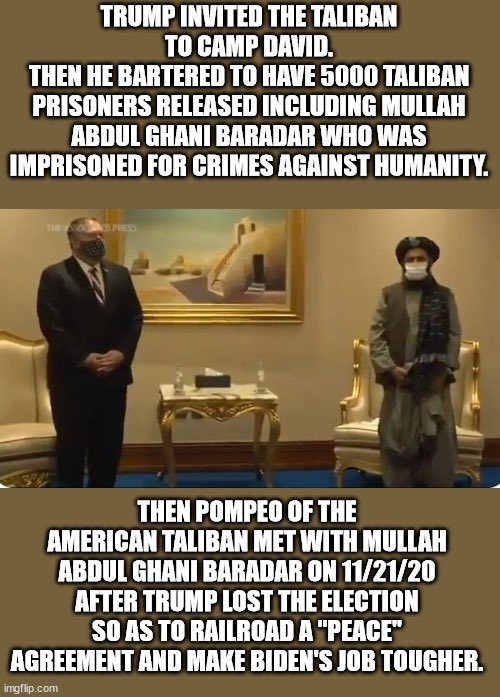 TRUMP INVITED THE TALIBAN
TO CAMP DAVID.
THEN HE BARTERED TO HAVE 5000 TALIBAN
PRISONERS RELEASED INCLUDING MULLAH
ABDUL GHANI BARADAR WHO WAS
IMPRISONED FOR CRIMES AGAINST HUMANITY.
THE ASSOCIATED PRESS
THEN POMPEO OF THE
AMERICAN TALIBAN MET WITH MULLAH
ABDUL GHANI BARADAR ON 11/21/20
AFTER TRUMP LOST THE ELECTION
SO AS TO RAILROAD A "PEACE"
AGREEMENT AND MAKE BIDEN'S JOB TOUGHER.
imgflip.com